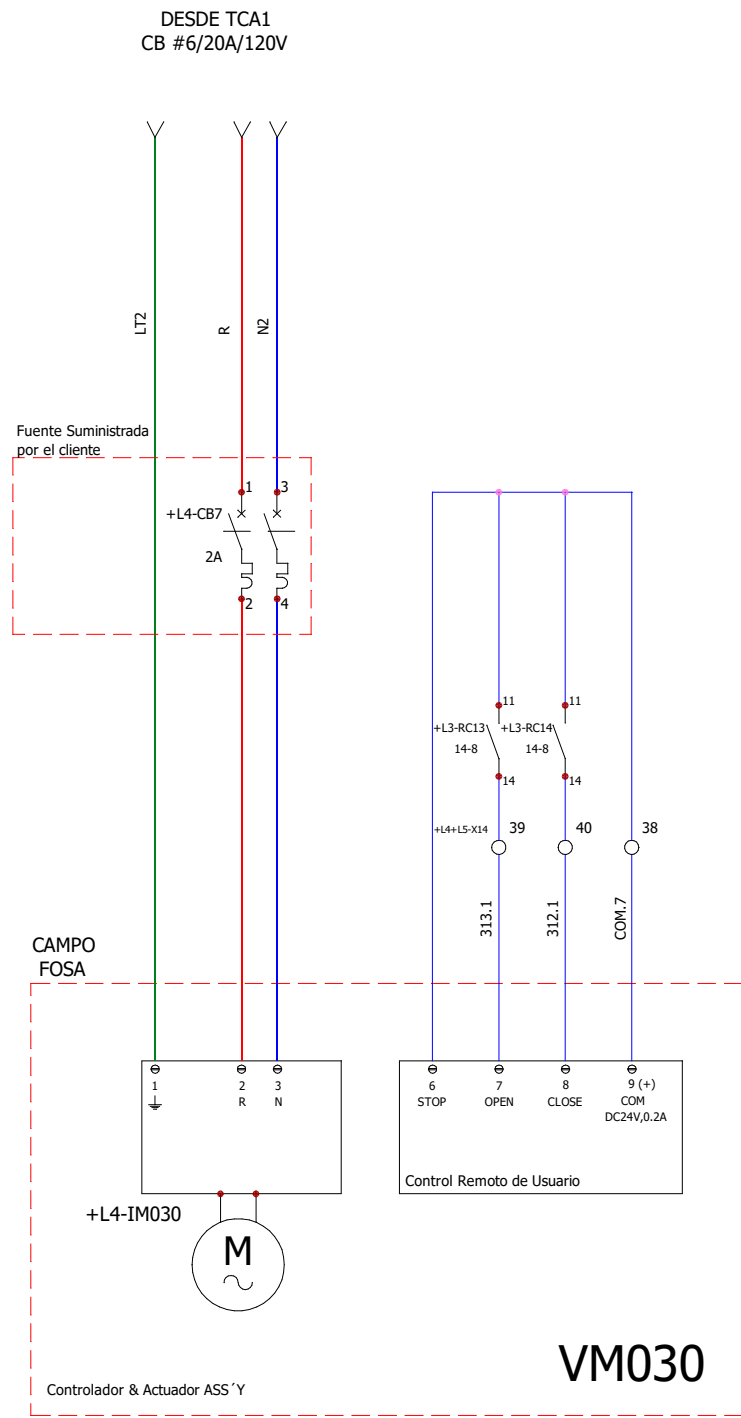 DESDE TCA1
CB #6/20A/120V
LT2
R
N2
Fuente Suministrada
por el cliente
1
3
+L4-CB7
2A
2
4
11
11
+L3-RC13
+L3-RC14
14-8
14-8
14
14
+L4+L5-X14
39
40
38
313.1
312.1
COM.7
CAMPO
FOSA
1
2
3
R
N
6
7
8
9 (+)
STOP
OPEN
CLOSE
COM
DC24V,0.2A
Control Remoto de Usuario
+L4-IM030
M
VM030
Controlador & Actuador ASS´Y